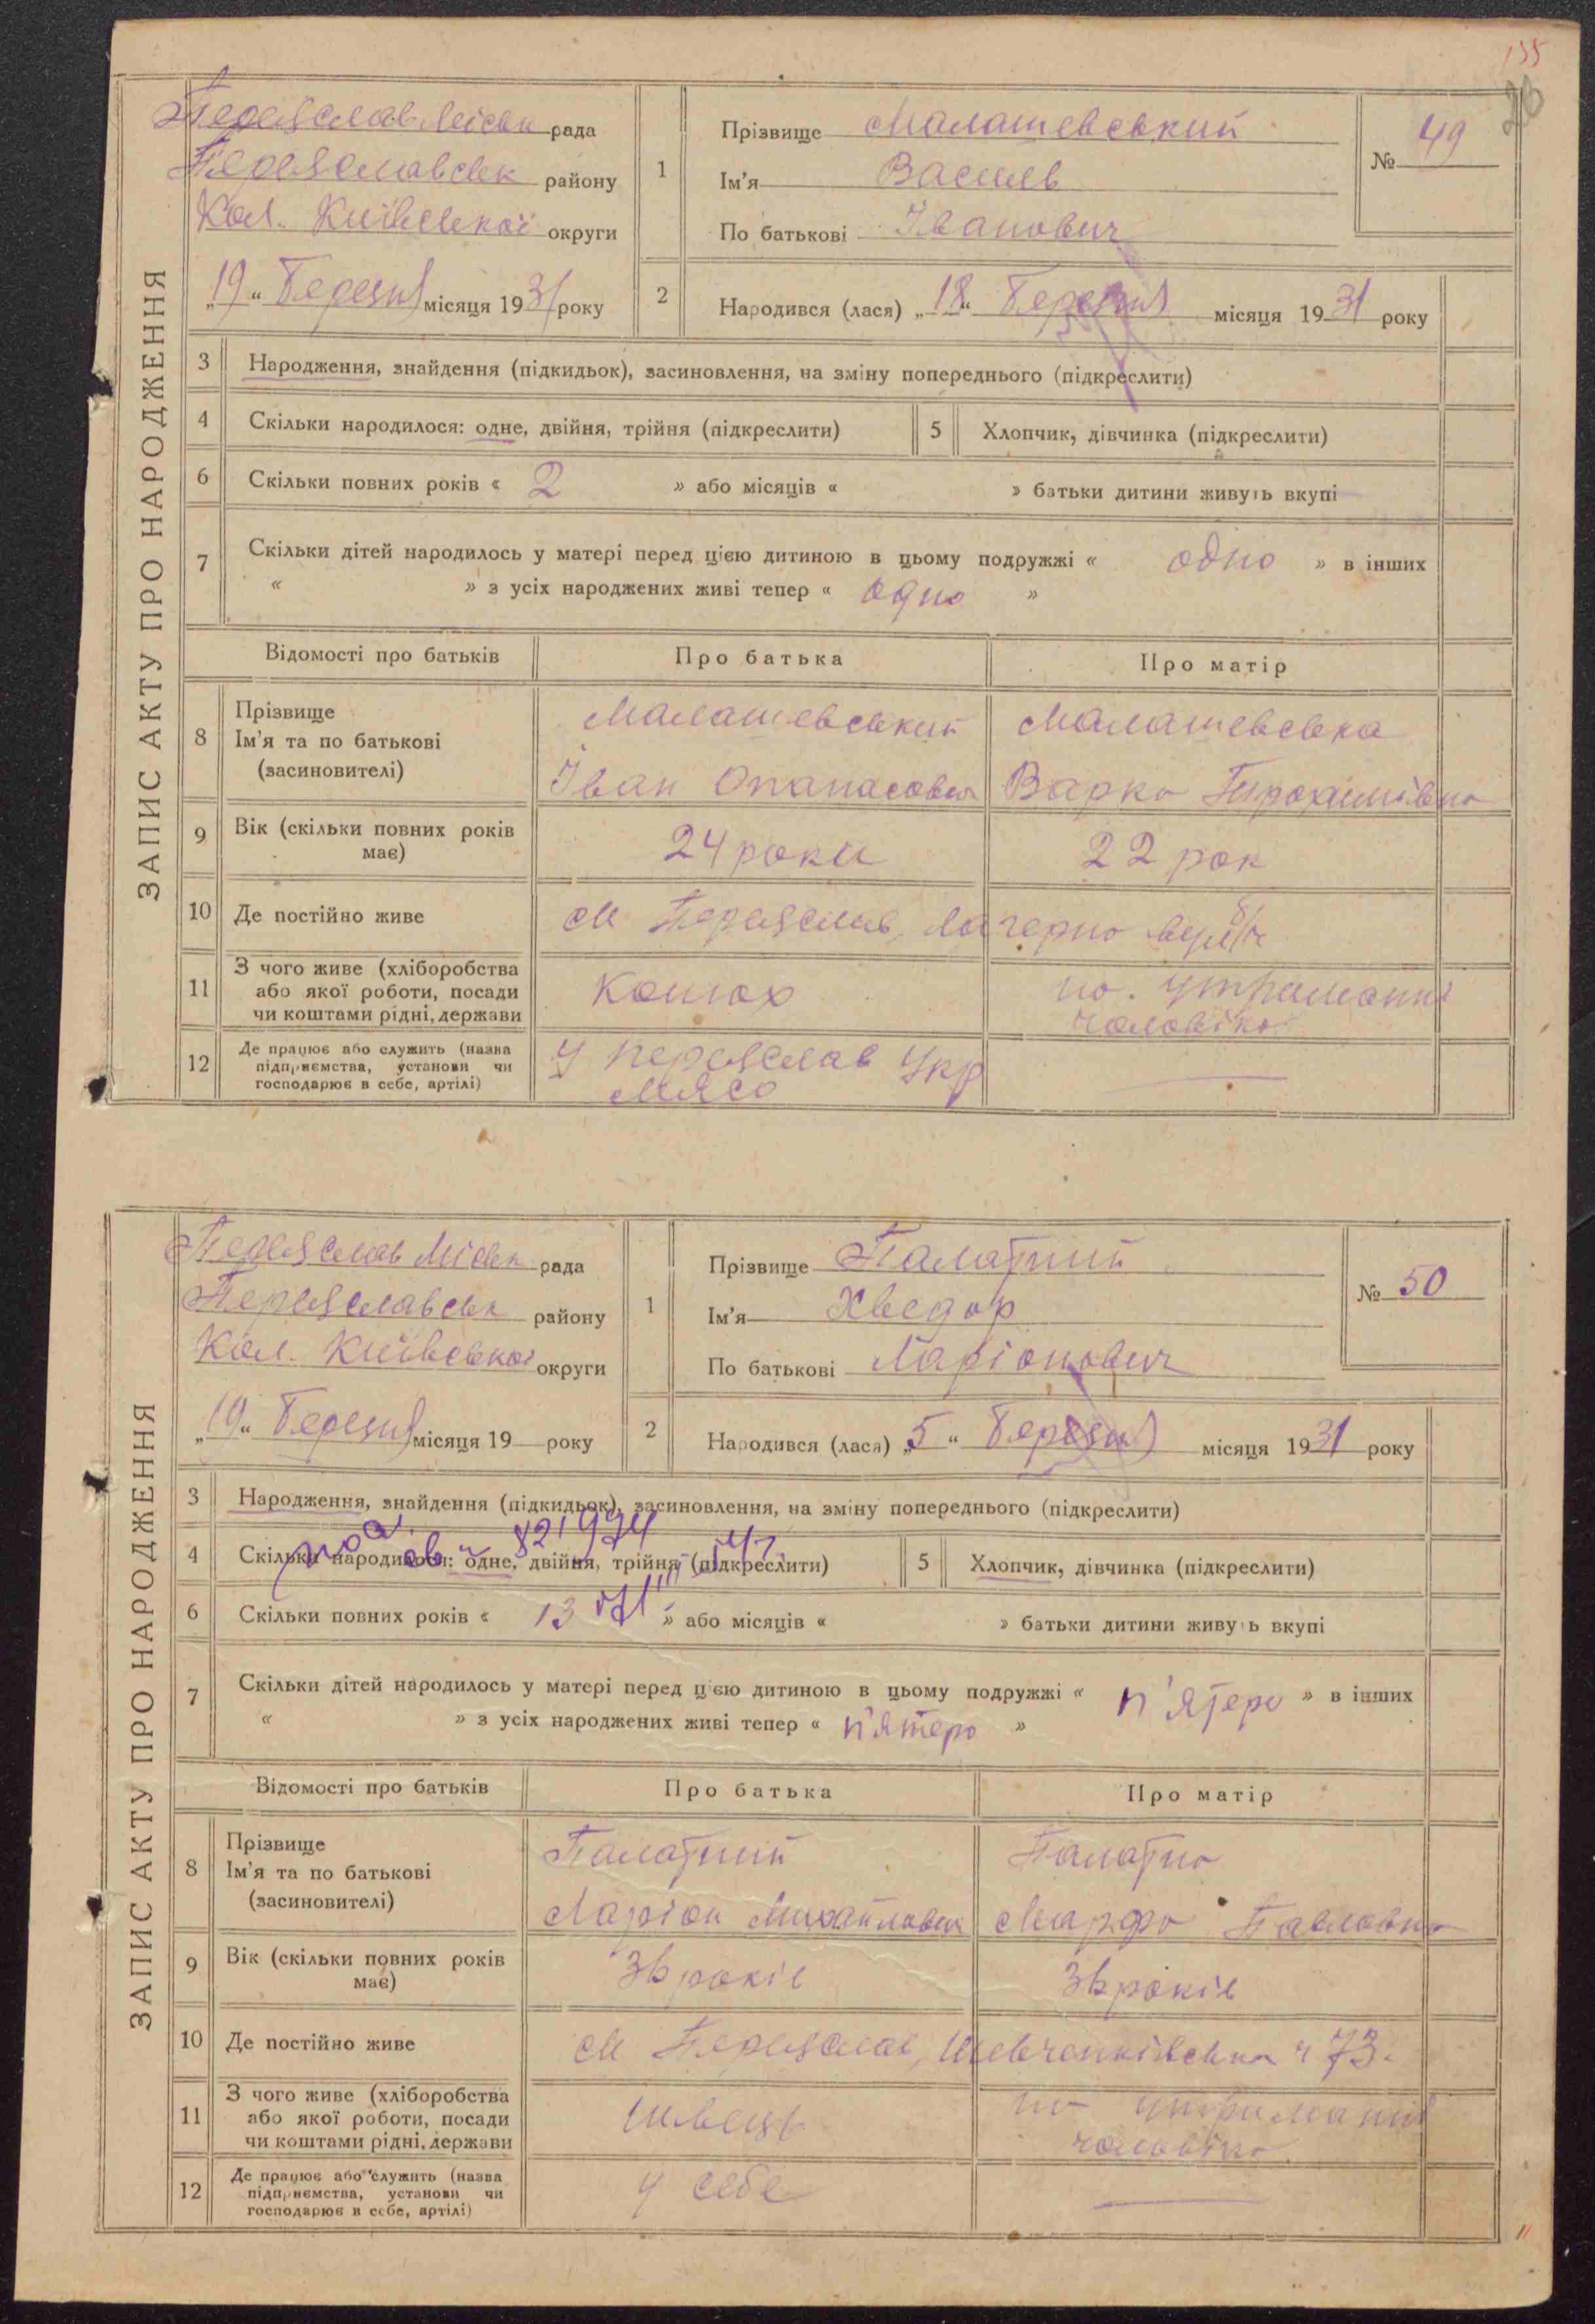 155
ЗАПИС АКТУ ПРО НАРОДЖЕННЯ
Переяслав Міськ рада
Переяславськ району
Кол. Київської округи
„19“ Березня місяця 1931 року
1 Прізвище Малашевський
Ім'я Василь
По батькові Іванович
№ 49
2 Народився (лася) „18“ Березня місяця 1931 року
3 Народження, знайдення (підкидьок), засиновлення, на зміну попереднього (підкреслити)
4 Скільки народилося: одне, двійня, трійня (підкреслити) 5 Хлопчик, дівчинка (підкреслити)
6 Скільки повних років « 2 » або місяців « » батьки дитини живуть вкупі
7 Скільки дітей народилось у матері перед цією дитиною в цьому подружжі « одно » в інших
« » з усіх народжених живі тепер « одно »
Відомості про батьків Про батька Про матір
8 Прізвище Ім'я та по батькові (засиновителі) Малашевський Малашевська
Іван Опанасович Варка
9 Вік (скільки повних років має) 24 роки 22 рок
10 Де постійно живе м Переяслав,
11 З чого живе (хліборобства або якої роботи, посади чи коштами рідні, держави Конюх на утриманні чоловіка
12 Де працює або служить (назва підприємства, установи чи господарює в себе, артілі) У Переяслав Укр мясо —
ЗАПИС АКТУ ПРО НАРОДЖЕННЯ
Переяслав Міськ рада
Переяславськ району
Кол. Київської округи
„19“ Березня місяця 19 року
1 Прізвище Палатний
Ім'я Хведор
По батькові Ларіонович
№ 50
2 Народився (лася) „5“ Березня місяця 1931 року
3 Народження, знайдення (підкидьок), засиновлення, на зміну попереднього (підкреслити)
4 Скільки народилося: одне, двійня, трійня (підкреслити) 5 Хлопчик, дівчинка (підкреслити)
6 Скільки повних років « 13 » або місяців « » батьки дитини живуть вкупі
7 Скільки дітей народилось у матері перед цією дитиною в цьому подружжі « п'ятеро » в інших
« » з усіх народжених живі тепер « п'ятеро »
Відомості про батьків Про батька Про матір
8 Прізвище Ім'я та по батькові (засиновителі) Палатний Палатна
Ларіон Михайлович Марфа Павловна
9 Вік (скільки повних років має) років років
10 Де постійно живе м Переяслав, Шевченківська ч 73.
11 З чого живе (хліборобства або якої роботи, посади чи коштами рідні, держави Швець на утриманні чоловіка
12 Де працює або служить (назва підприємства, установи чи господарює в себе, артілі) у себе —